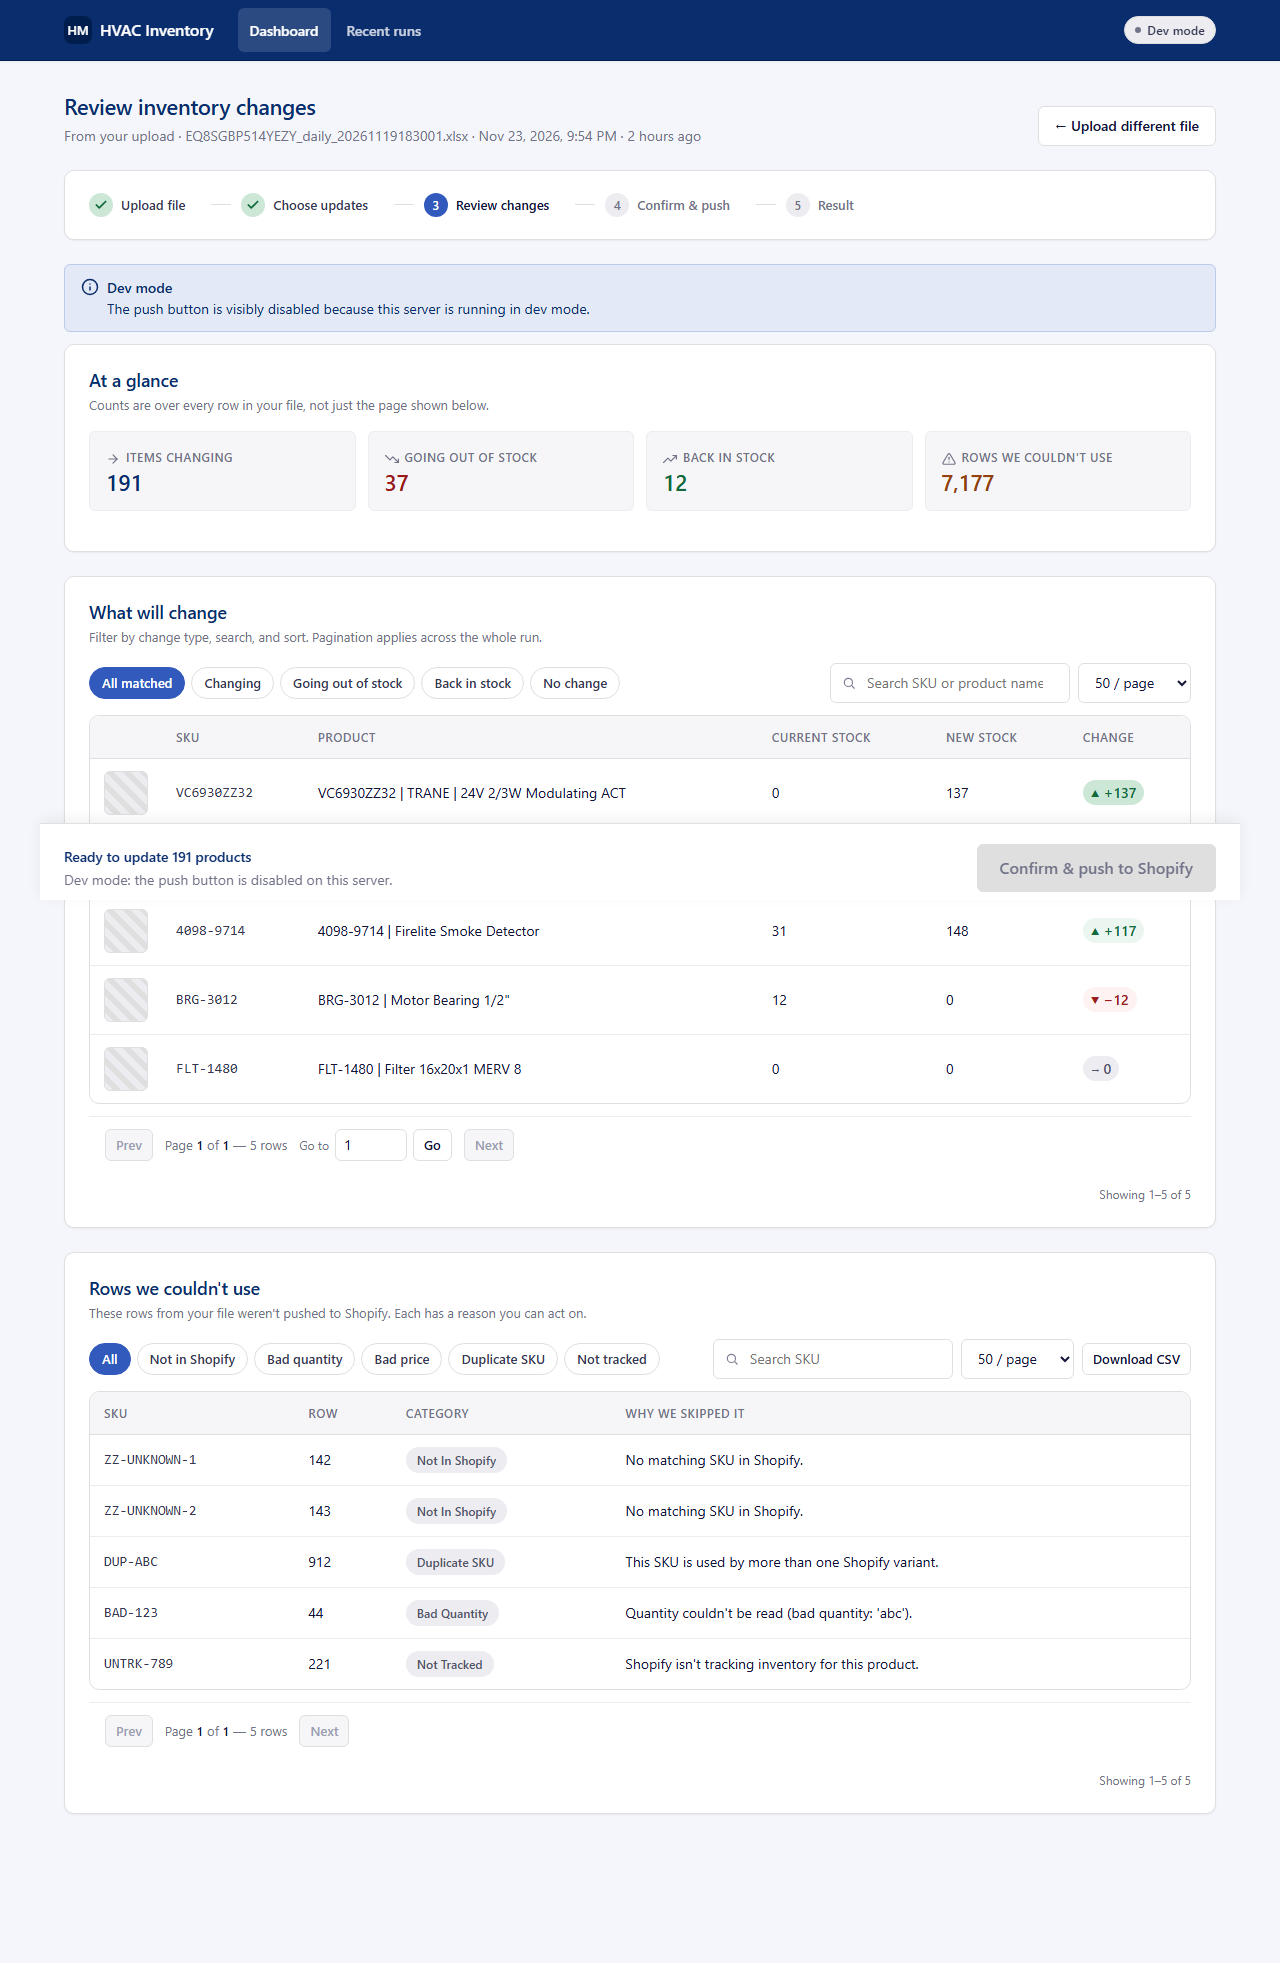 HM HVAC Inventory Dashboard Recent runs Dev mode
Review inventory changes
From your upload · EQ8SGBP514YEZY_daily_20261119183001.xlsx · Nov 23, 2026, 9:54 PM · 2 hours ago
← Upload different file
Upload file Choose updates 3 Review changes 4 Confirm & push 5 Result
Dev mode
The push button is visibly disabled because this server is running in dev mode.
At a glance
Counts are over every row in your file, not just the page shown below.
→ ITEMS CHANGING
191
GOING OUT OF STOCK
37
BACK IN STOCK
12
ROWS WE COULDN'T USE
7,177
What will change
Filter by change type, search, and sort. Pagination applies across the whole run.
All matched Changing Going out of stock Back in stock No change Search SKU or product name 50 / page
SKU PRODUCT CURRENT STOCK NEW STOCK CHANGE
VC6930ZZ32 VC6930ZZ32 | TRANE | 24V 2/3W Modulating ACT 0 137 ▲ +137
Ready to update 191 products
Dev mode: the push button is disabled on this server.
Confirm & push to Shopify
4098-9714 4098-9714 | Firelite Smoke Detector 31 148 ▲ +117
BRG-3012 BRG-3012 | Motor Bearing 1/2" 12 0 ▼ −12
FLT-1480 FLT-1480 | Filter 16x20x1 MERV 8 0 0 → 0
Prev Page 1 of 1 — 5 rows Go to 1 Go Next
Showing 1–5 of 5
Rows we couldn't use
These rows from your file weren't pushed to Shopify. Each has a reason you can act on.
All Not in Shopify Bad quantity Bad price Duplicate SKU Not tracked Search SKU 50 / page Download CSV
SKU ROW CATEGORY WHY WE SKIPPED IT
ZZ-UNKNOWN-1 142 Not In Shopify No matching SKU in Shopify.
ZZ-UNKNOWN-2 143 Not In Shopify No matching SKU in Shopify.
DUP-ABC 912 Duplicate SKU This SKU is used by more than one Shopify variant.
BAD-123 44 Bad Quantity Quantity couldn't be read (bad quantity: 'abc').
UNTRK-789 221 Not Tracked Shopify isn't tracking inventory for this product.
Prev Page 1 of 1 — 5 rows Next
Showing 1–5 of 5